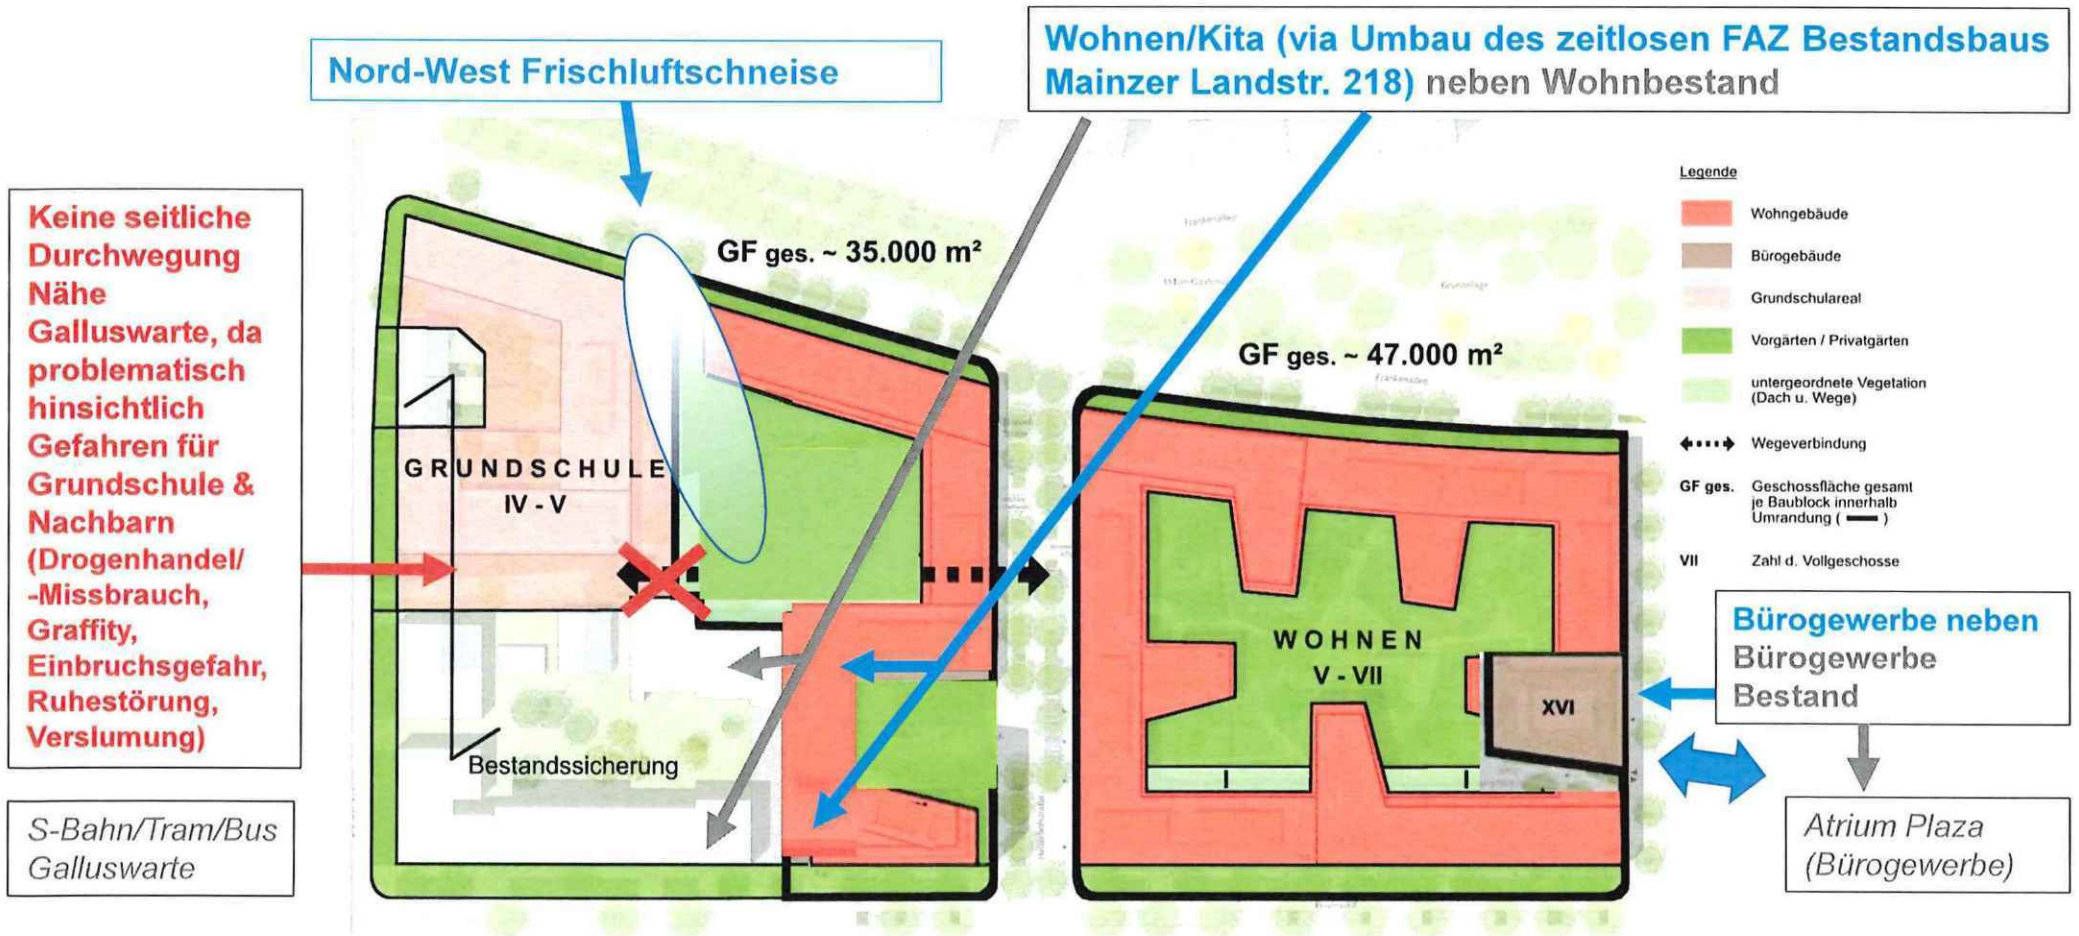 Nord-West Frischluftschneise
Wohnen/Kita (via Umbau des zeitlosen FAZ Bestandsbaus
Mainzer Landstr. 218) neben Wohnbestand
Keine seitliche
Durchwegung
Nähe
Galluswarte, da
problematisch
hinsichtlich
Gefahren für
Grundschule &
Nachbarn
(Drogenhandel/
-Missbrauch,
Graffity,
Einbruchsgefahr,
Ruhestörung,
Verslumung)
S-Bahn/Tram/Bus
Galluswarte
GF ges. ~ 35.000 m²
GRUNDSCHULE
IV - V
Bestandssicherung
GF ges. ~ 47.000 m²
Frankenallee
WOHNEN
V - VII
XVI
Legende
Wohngebäude
Bürogebäude
Grundschulareal
Vorgärten / Privatgärten
untergeordnete Vegetation
(Dach u. Wege)
Wegeverbindung
GF ges. Geschossfläche gesamt
je Baublock innerhalb
Umrandung ( )
VII Zahl d. Vollgeschosse
Bürogewerbe neben
Bürogewerbe
Bestand
Atrium Plaza
(Bürogewerbe)